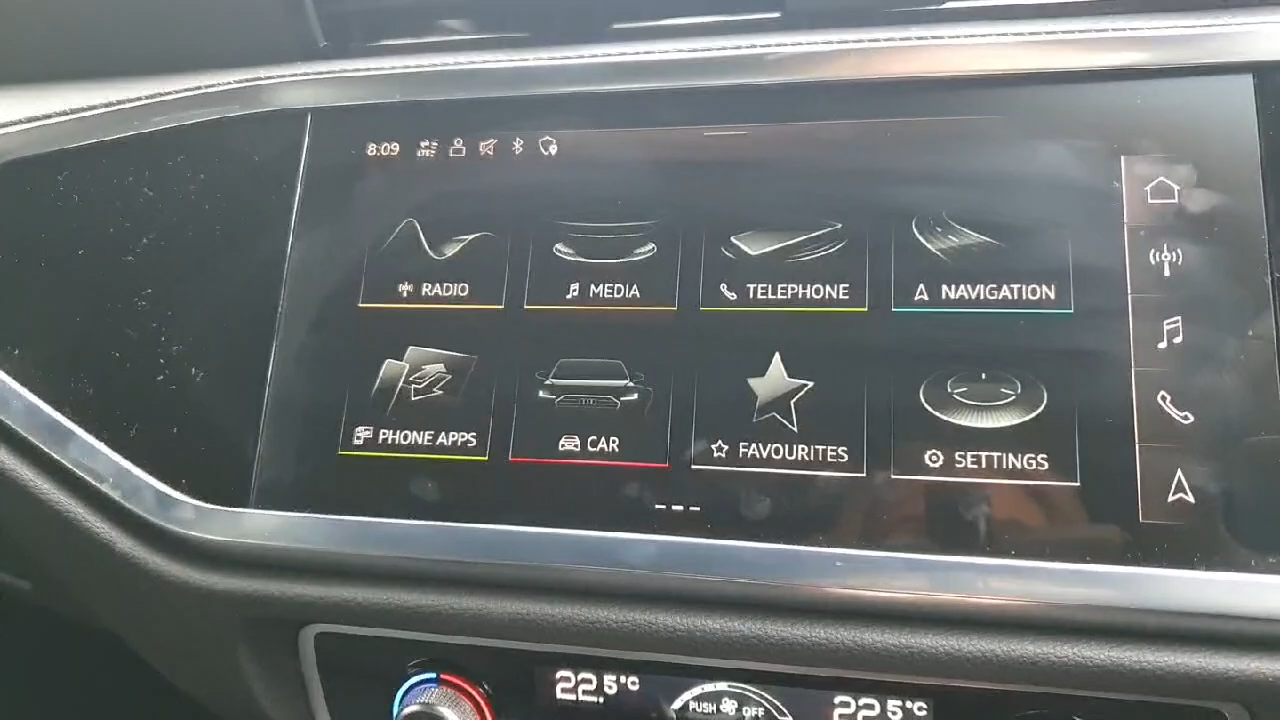 8:09
RADIO
MEDIA
TELEPHONE
NAVIGATION
PHONE APPS
CAR
FAVOURITES
SETTINGS
22.5°C
PUSH OFF
22.5°C